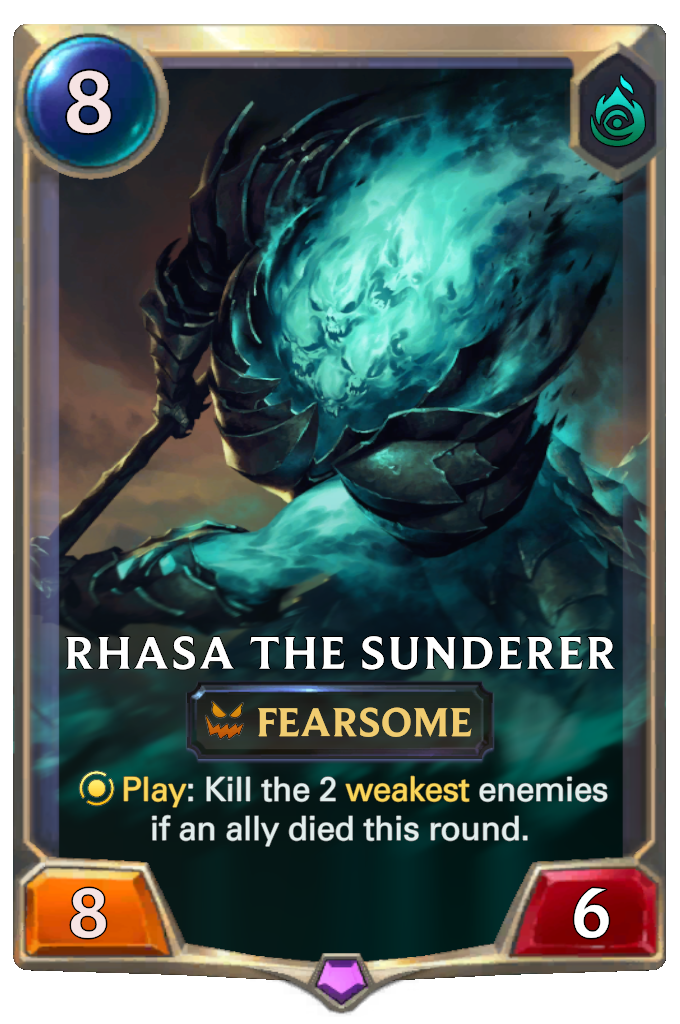 8
RHASA THE SUNDERER
FEARSOME
Play: Kill the 2 weakest enemies
if an ally died this round.
8
6